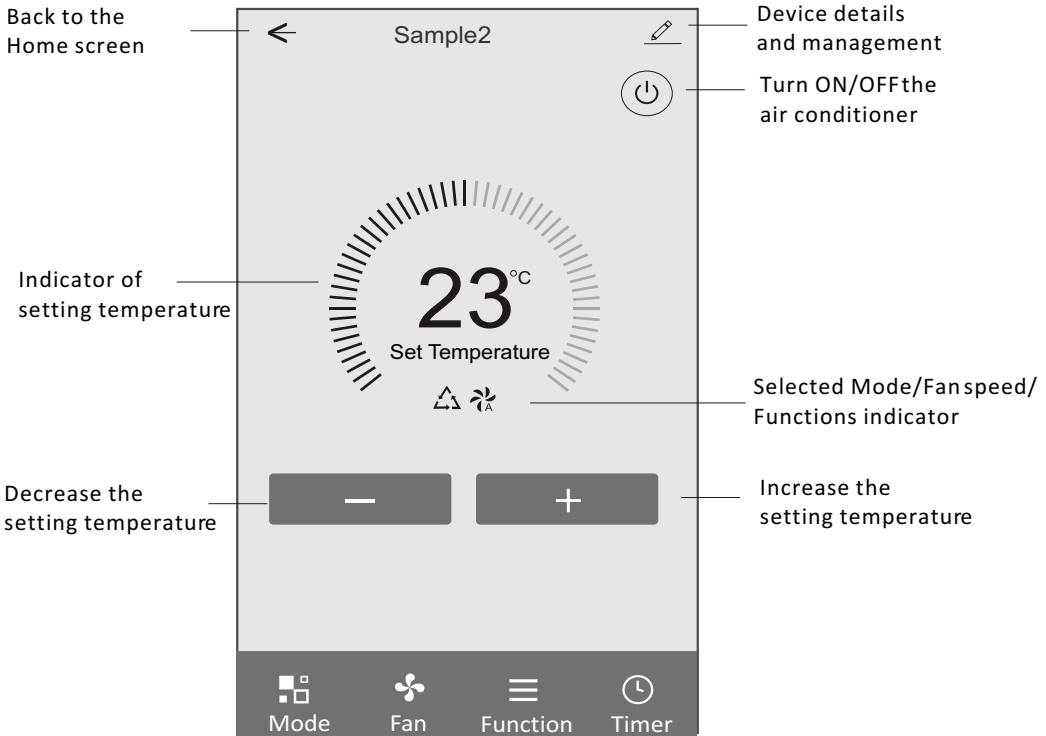 Back to the
Home screen
Sample2
Device details
and management
Turn ON/OFF the
air conditioner
Indicator of
setting temperature
23°C
Set Temperature
A
Selected Mode/Fan speed/
Functions indicator
Decrease the
setting temperature
−
+
Increase the
setting temperature
Mode
Fan
Function
Timer